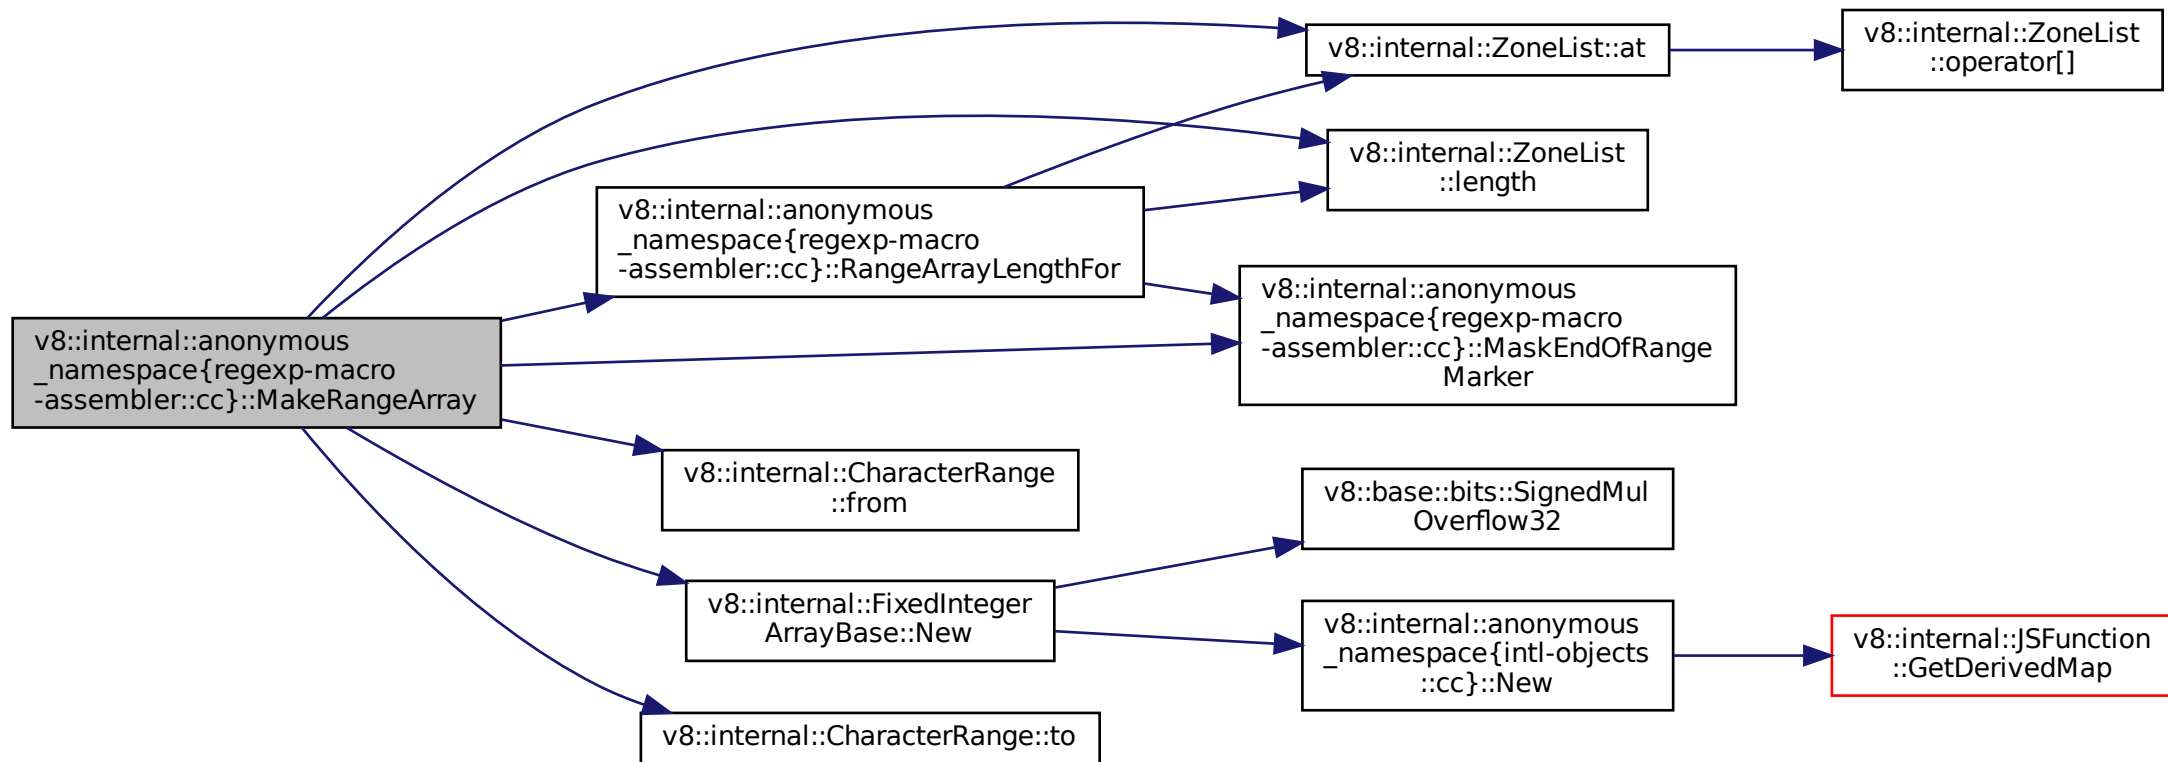 v8::internal::anonymous
_namespace{regexp-macro
-assembler::cc}::MakeRangeArray
v8::internal::anonymous
_namespace{regexp-macro
-assembler::cc}::RangeArrayLengthFor
v8::internal::CharacterRange
::from
v8::internal::FixedInteger
ArrayBase::New
v8::internal::CharacterRange::to
v8::internal::ZoneList::at
v8::internal::ZoneList
::length
v8::internal::anonymous
_namespace{regexp-macro
-assembler::cc}::MaskEndOfRange
Marker
v8::base::bits::SignedMul
Overflow32
v8::internal::anonymous
_namespace{intl-objects
::cc}::New
v8::internal::ZoneList
::operator[]
v8::internal::JSFunction
::GetDerivedMap